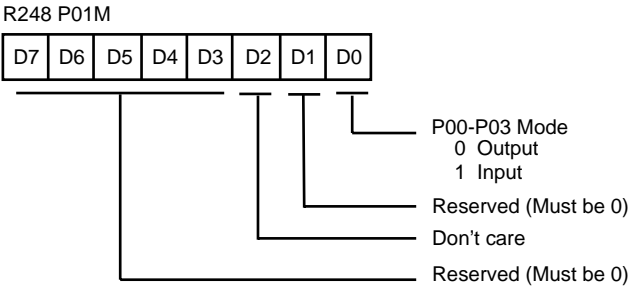 R248 P01M
D7 D6 D5 D4 D3 D2 D1 D0
P00-P03 Mode
0 Output
1 Input
Reserved (Must be 0)
Don't care
Reserved (Must be 0)